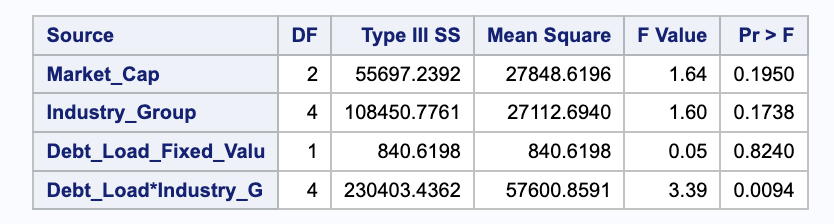 Source DF Type III SS Mean Square F Value Pr > F
Market_Cap 2 55697.2392 27848.6196 1.64 0.1950
Industry_Group 4 108450.7761 27112.6940 1.60 0.1738
Debt_Load_Fixed_Valu 1 840.6198 840.6198 0.05 0.8240
Debt_Load*Industry_G 4 230403.4362 57600.8591 3.39 0.0094